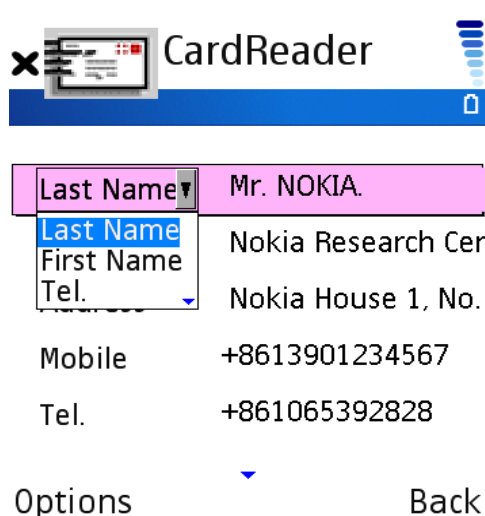 CardReader
Last Name Mr. NOKIA.
Last Name
First Name Nokia Research Cer
Tel.
Nokia House 1, No.
Mobile +8613901234567
Tel. +861065392828
Options Back